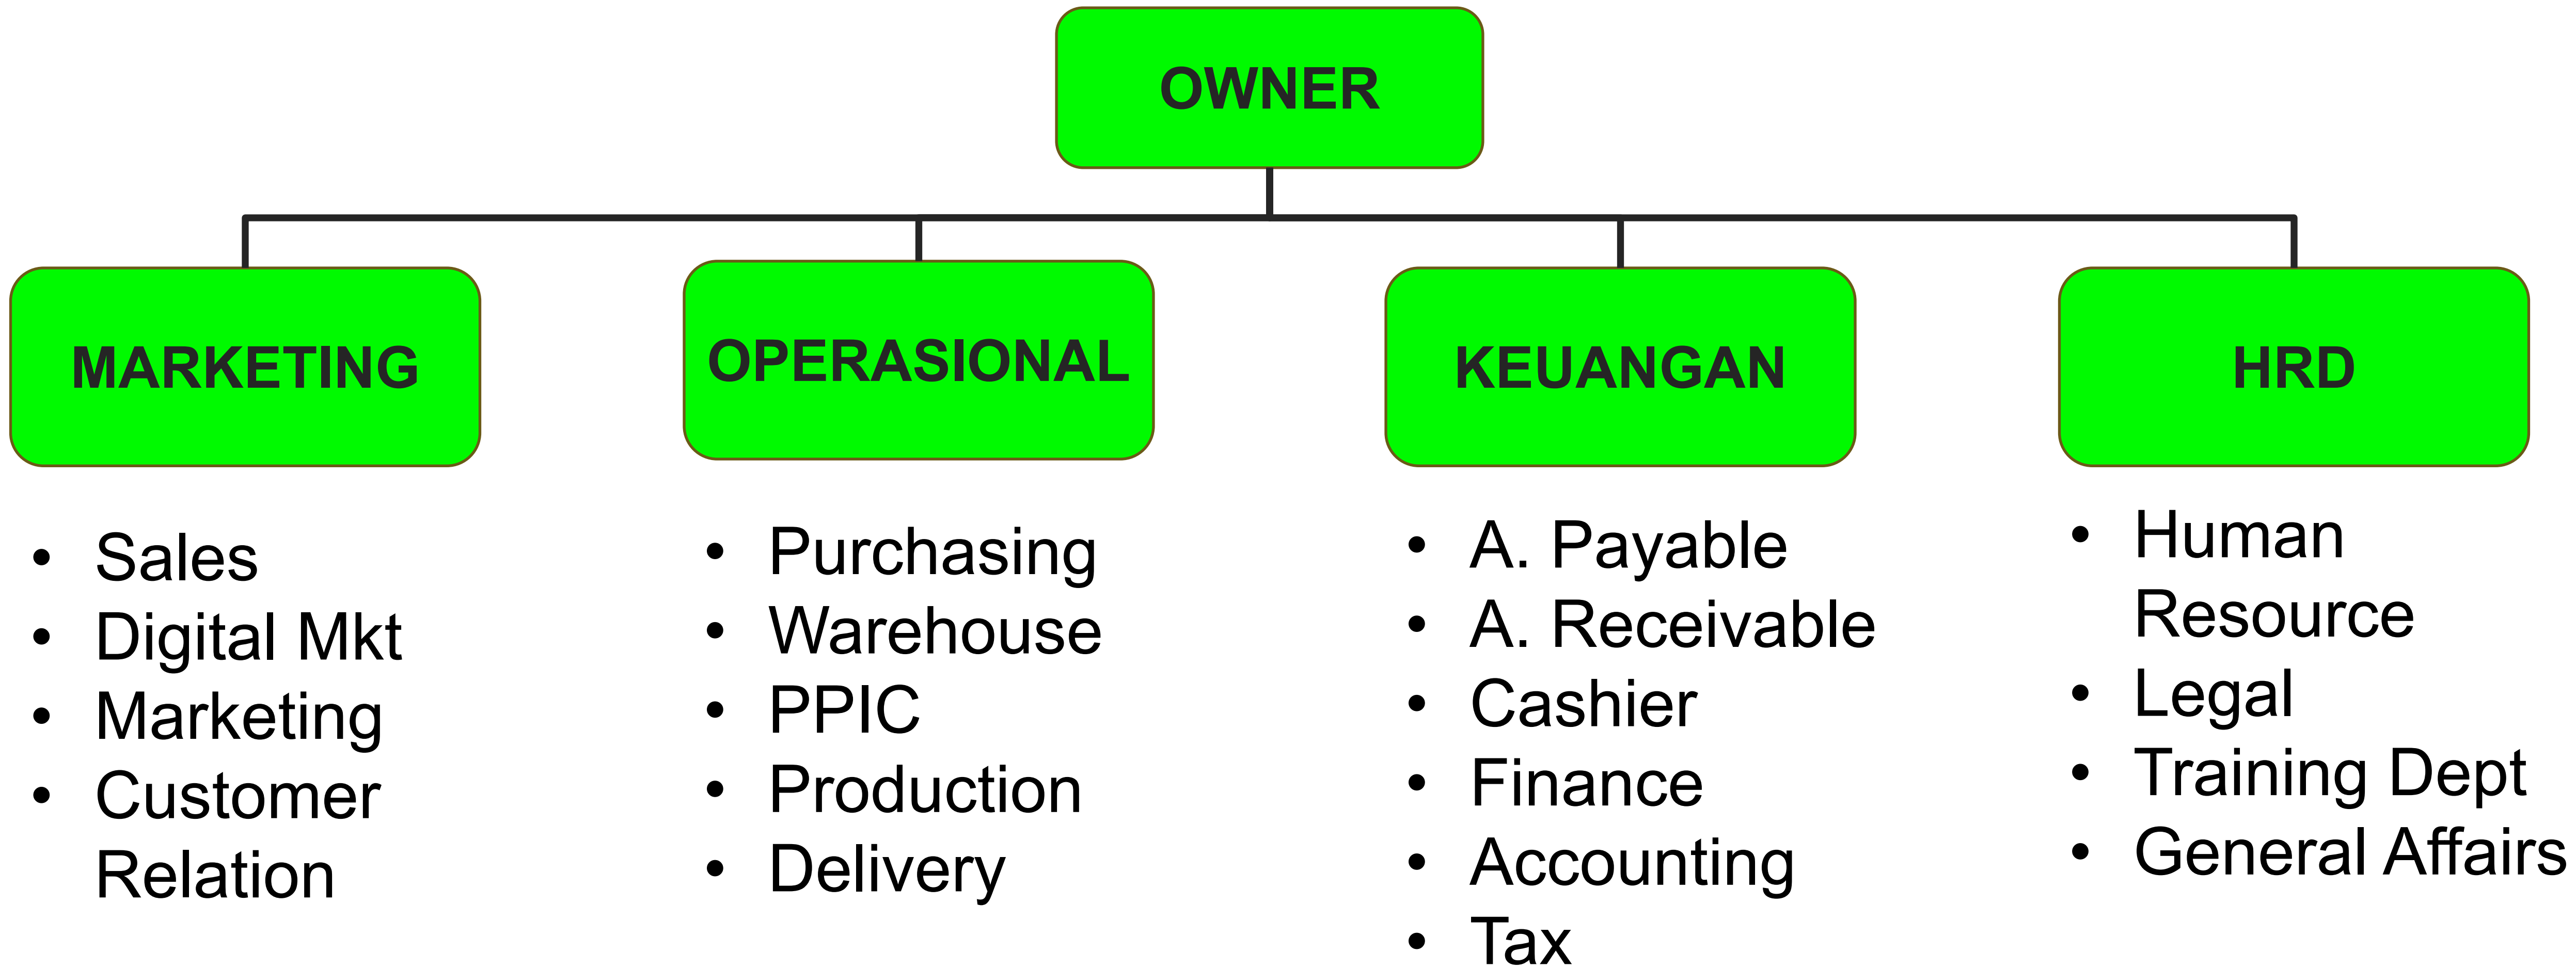 OWNER
MARKETING
OPERASIONAL
KEUANGAN
HRD
• Sales
• Digital Mkt
• Marketing
• Customer
Relation
• Purchasing
• Warehouse
• PPIC
• Production
• Delivery
• A. Payable
• A. Receivable
• Cashier
• Finance
• Accounting
• Tax
• Human
Resource
• Legal
• Training Dept
• General Affairs